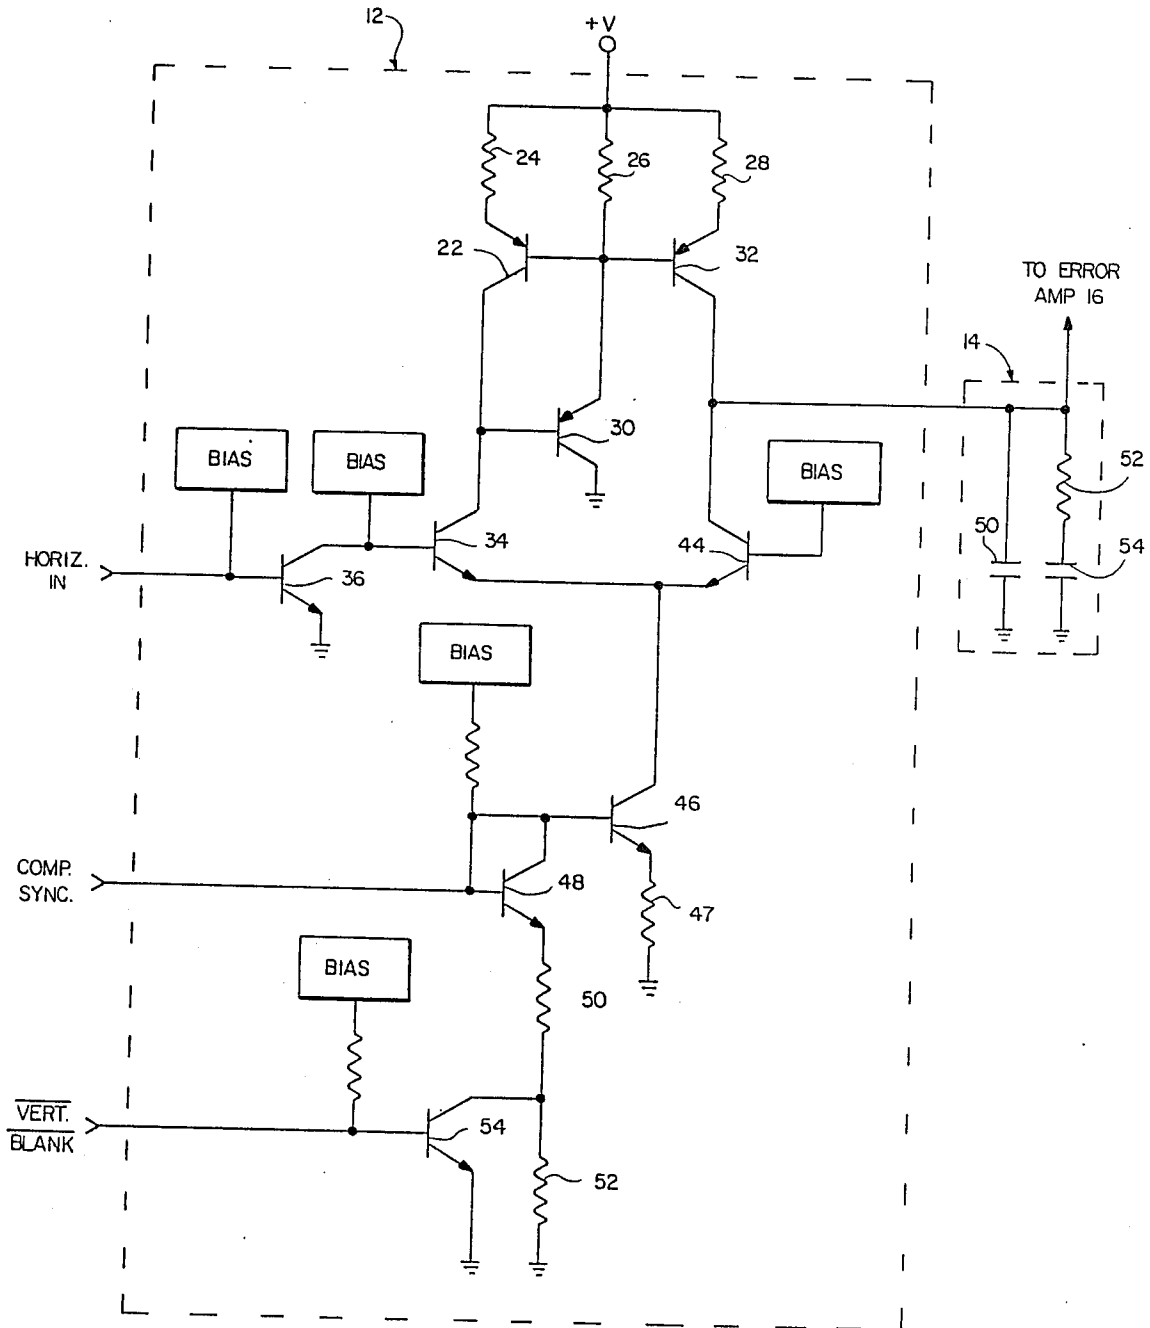 12
+V
24
26
28
22
32
TO ERROR
AMP 16
14
30
BIAS
BIAS
BIAS
52
34
50
44
54
HORIZ.
IN
36
BIAS
46
COMP.
SYNC.
48
47
BIAS
50
VERT.
BLANK
54
52